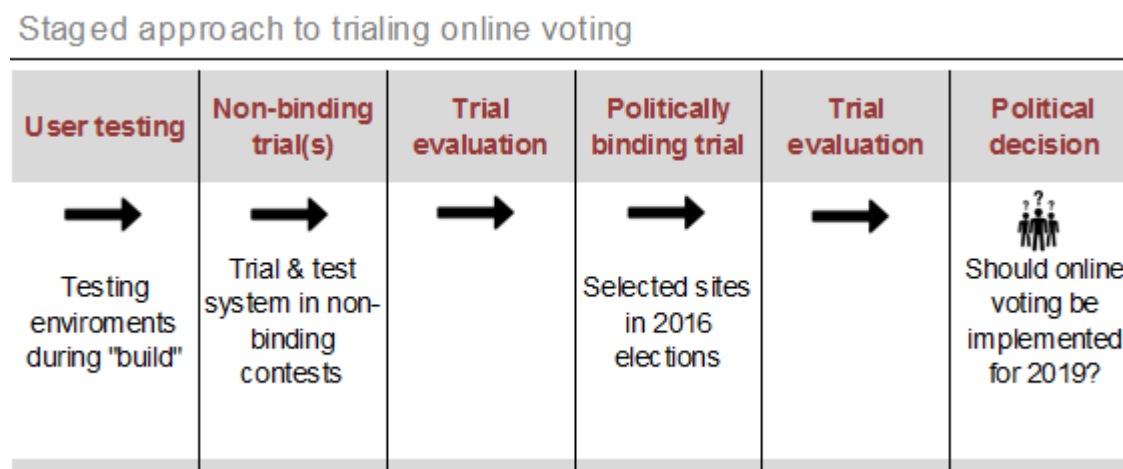 Staged approach to trialing online voting
User testing
Non-binding
trial(s)
Trial
evaluation
Politically
binding trial
Trial
evaluation
Political
decision
Testing
enviroments
during "build"
Trial & test
system in non-
binding
contests
Selected sites
in 2016
elections
? ? ?
Should online
voting be
implemented
for 2019?